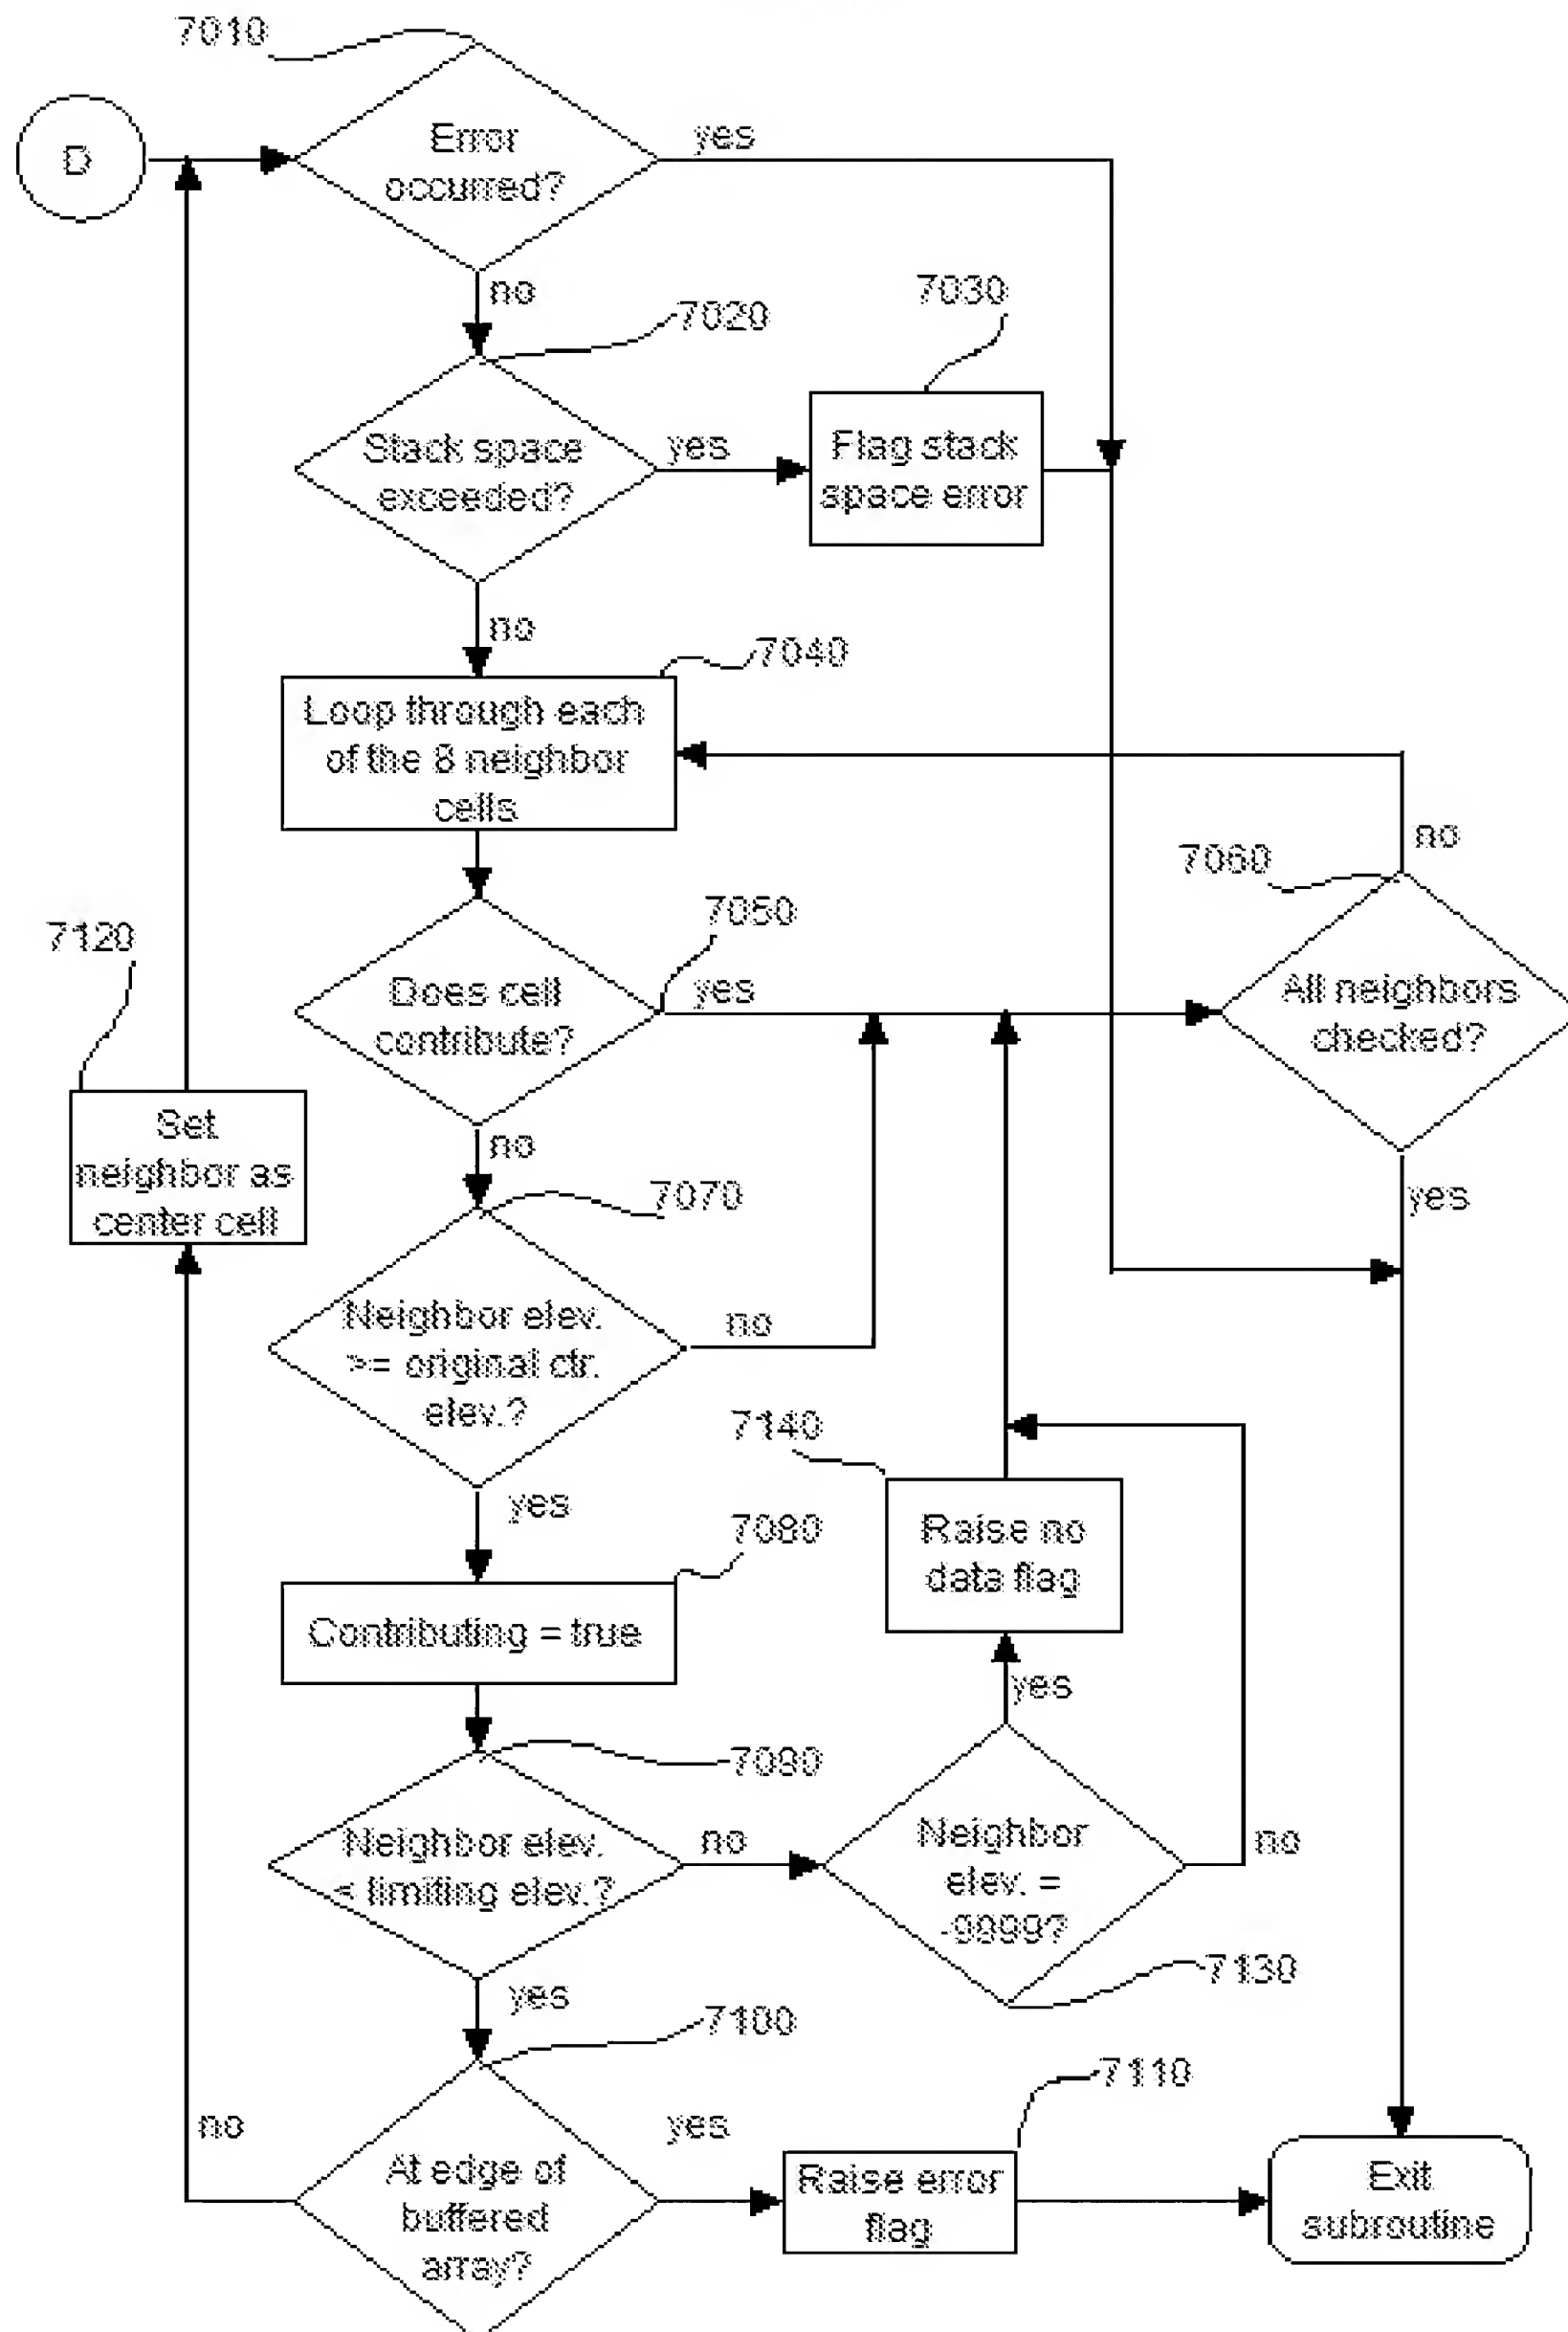 7010
D
Error
occurred?
yes
no
7020
7030
Stack space
exceeded?
yes
Flag stack
space error
no
7040
Loop through each
of the 8 neighbor
cells
no
7060
7050
7120
Does cell
contribute?
yes
All neighbors
checked?
Set
neighbor as
center cell
no
yes
7070
Neighbor elev.
>= original ctr.
elev.?
no
7140
yes
7080
Raise no
data flag
Contributing = true
yes
7090
Neighbor elev.
< limiting elev.?
no
Neighbor
elev. =
-9999?
no
7130
yes
7100
7110
no
yes
At edge of
buffered
array?
Raise error
flag
Exit
subroutine